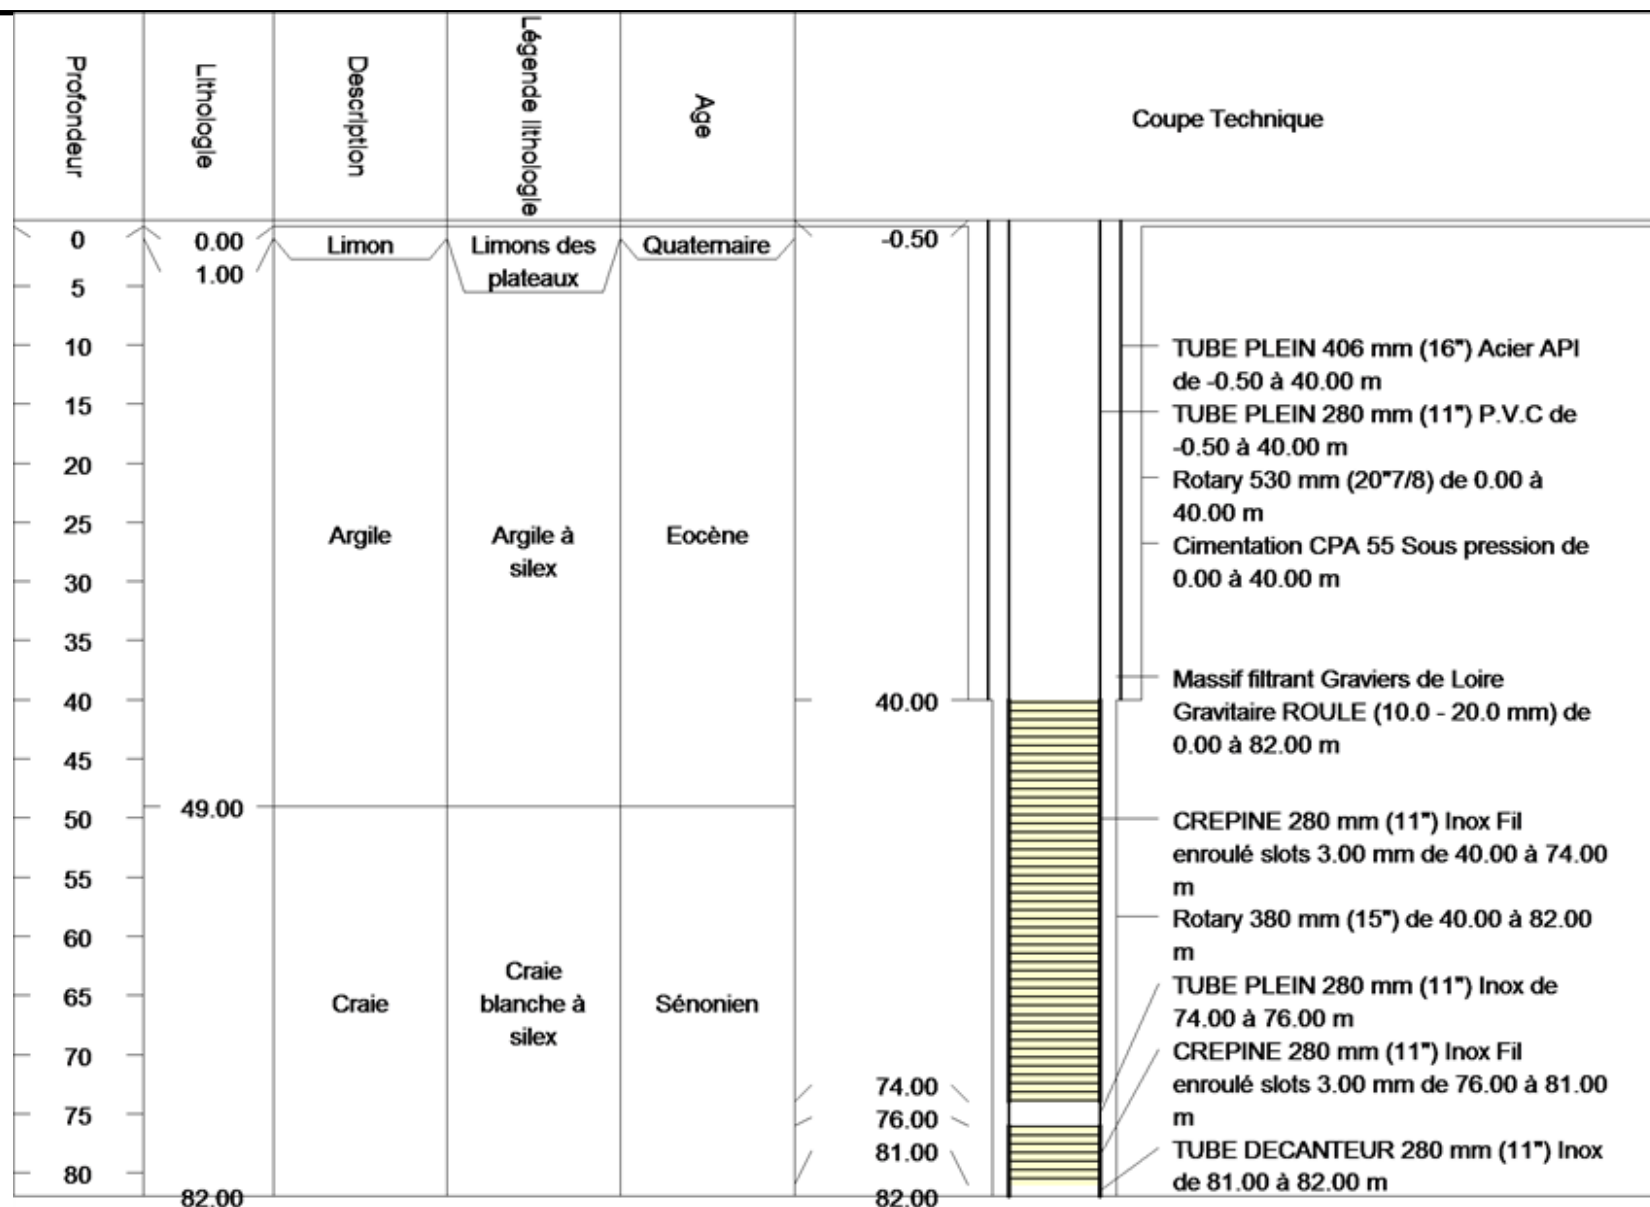 Profondeur
Lithologie
Description
Légende lithologie
Age
Coupe Technique
0
5
10
15
20
25
30
35
40
45
50
55
60
65
70
75
80
0.00
1.00
49.00
82.00
Limon
Argile
Craie
Limons des
plateaux
Argile à
silex
Craie
blanche à
silex
Quaternaire
Eocène
Sénonien
-0.50
40.00
74.00
76.00
81.00
82.00
TUBE PLEIN 406 mm (16") Acier API
de -0.50 à 40.00 m
TUBE PLEIN 280 mm (11") P.V.C de
-0.50 à 40.00 m
Rotary 530 mm (20"7/8) de 0.00 à
40.00 m
Cimentation CPA 55 Sous pression de
0.00 à 40.00 m
Massif filtrant Graviers de Loire
Gravitaire ROULE (10.0 - 20.0 mm) de
0.00 à 82.00 m
CREPINE 280 mm (11") Inox Fil
enroulé slots 3.00 mm de 40.00 à 74.00
m
Rotary 380 mm (15") de 40.00 à 82.00
m
TUBE PLEIN 280 mm (11") Inox de
74.00 à 76.00 m
CREPINE 280 mm (11") Inox Fil
enroulé slots 3.00 mm de 76.00 à 81.00
m
TUBE DECANTEUR 280 mm (11") Inox
de 81.00 à 82.00 m